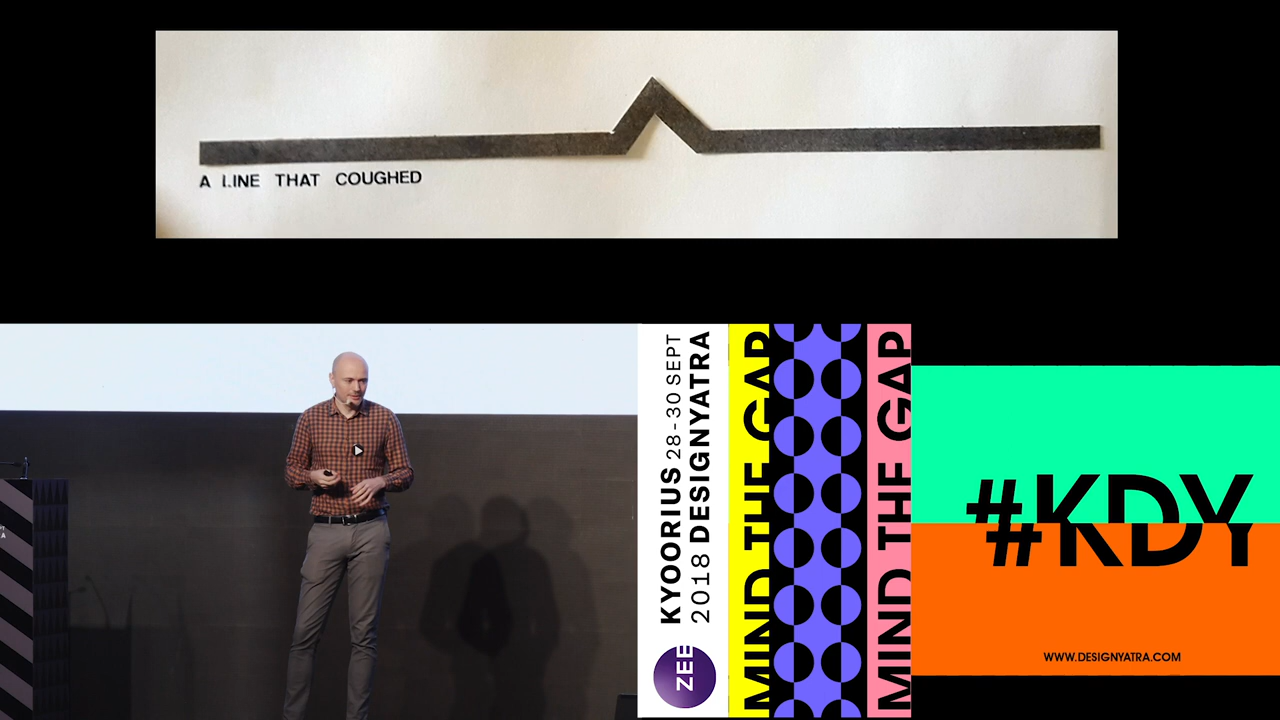 A LINE THAT COUGHED
KYOORIUS 28-30 SEPT
2018 DESIGNYATRA
ZEE
MIND THE GAP
MIND THE GAP
#KDY
#KDY
WWW.DESIGNYATRA.COM